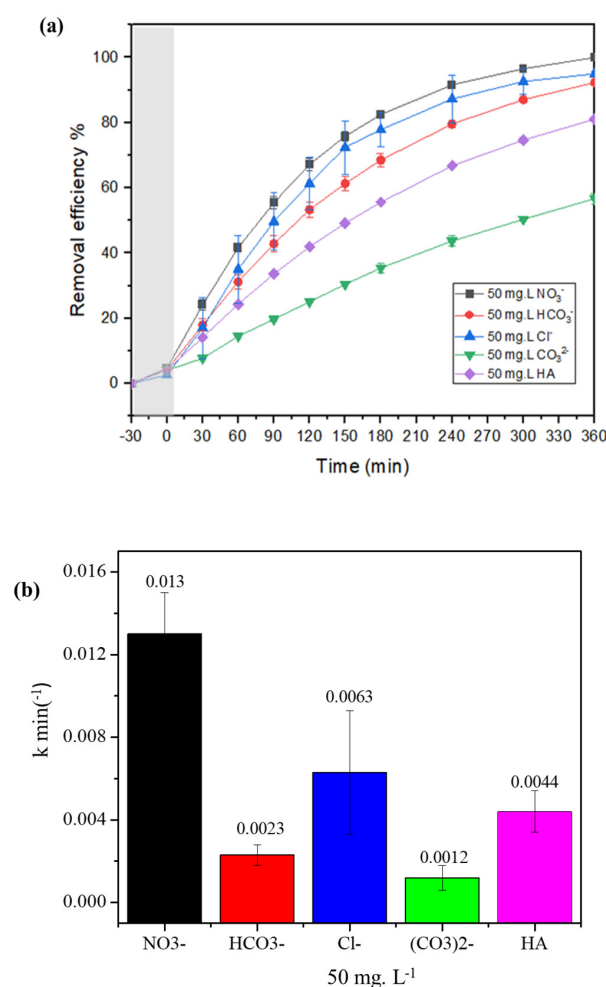 (a)
Removal efficiency %
100
80
60
40
20
0
50 mg.L NO₃⁻
50 mg.L HCO₃⁻
50 mg.L Cl⁻
50 mg.L CO₃²⁻
50 mg.L HA
-30 0 30 60 90 120 150 180 210 240 270 300 330 360
Time (min)
(b)
k min(⁻¹)
0.016
0.012
0.008
0.004
0.000
0.013
0.0023
0.0063
0.0012
0.0044
NO3- HCO3- Cl- (CO3)2- HA
50 mg. L⁻¹